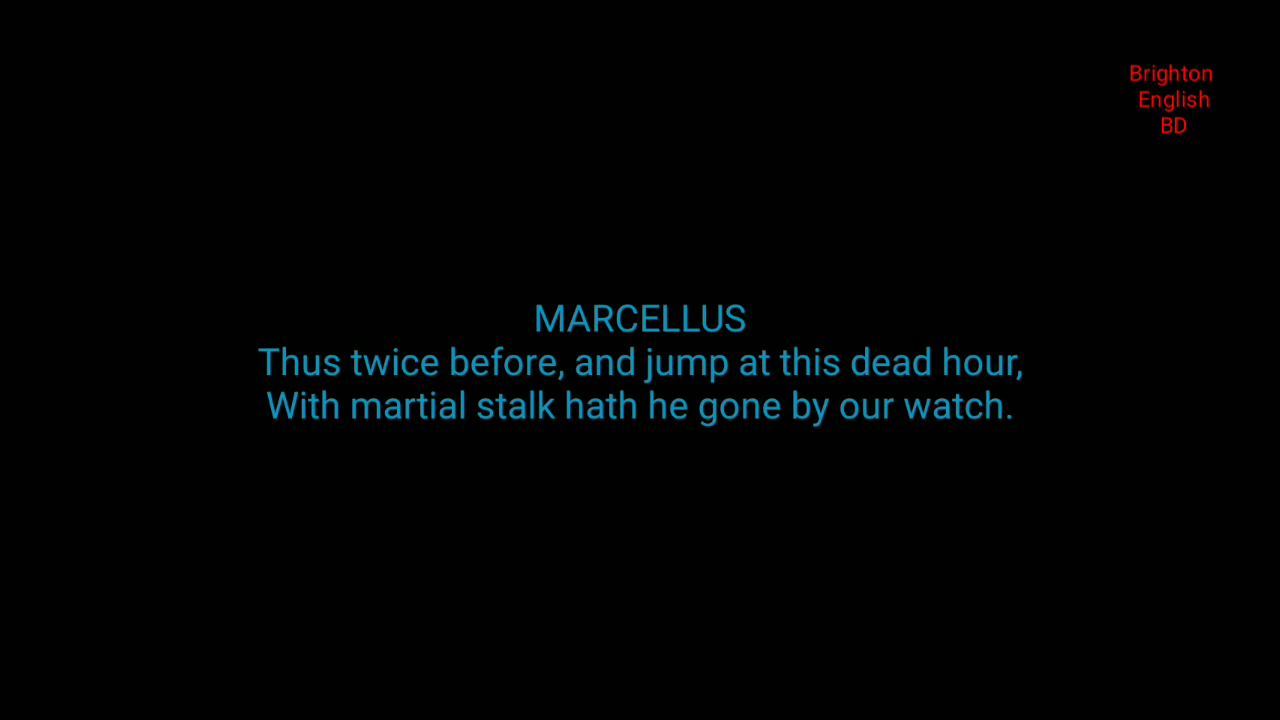 Brighton
English
BD
MARCELLUS
Thus twice before, and jump at this dead hour,
With martial stalk hath he gone by our watch.